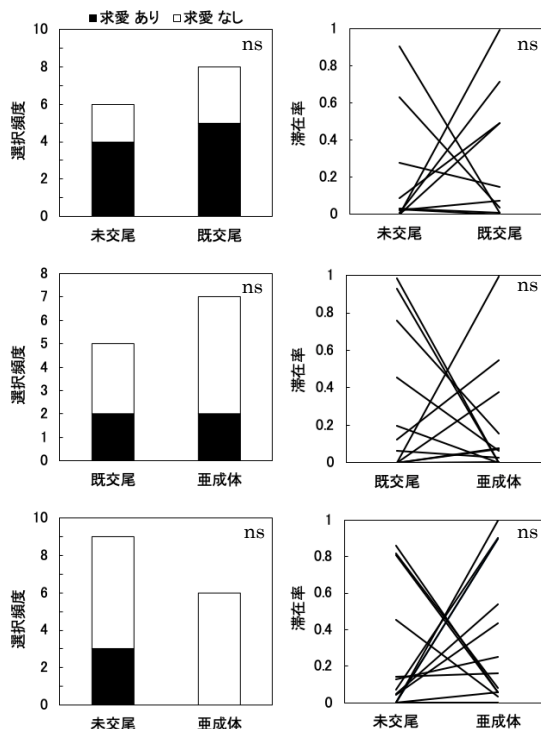 ■求愛 あり □求愛 なし
ns
選択頻度
10
8
6
4
2
0
未交尾 既交尾
ns
滞在率
1
0.8
0.6
0.4
0.2
0
未交尾 既交尾
ns
選択頻度
8
7
6
5
4
3
2
1
0
既交尾 亜成体
ns
滞在率
1
0.8
0.6
0.4
0.2
0
既交尾 亜成体
ns
選択頻度
10
8
6
4
2
0
未交尾 亜成体
ns
滞在率
1
0.8
0.6
0.4
0.2
0
未交尾 亜成体